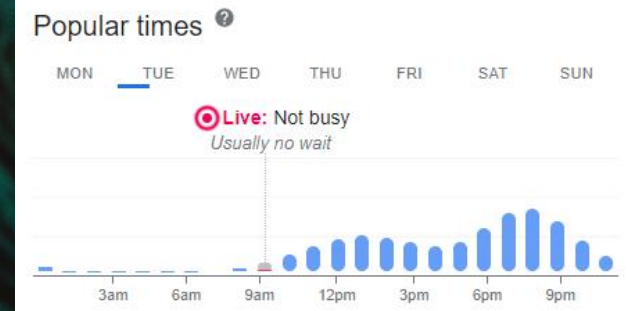 Popular times ?
MON TUE WED THU FRI SAT SUN
Live: Not busy
Usually no wait
3am 6am 9am 12pm 3pm 6pm 9pm